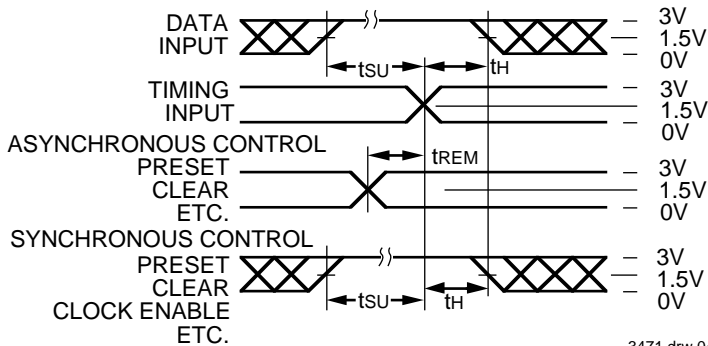 DATA
INPUT
3V
1.5V
0V
tSU
tH
TIMING
INPUT
3V
1.5V
0V
ASYNCHRONOUS CONTROL
PRESET
CLEAR
ETC.
tREM
3V
1.5V
0V
SYNCHRONOUS CONTROL
PRESET
CLEAR
CLOCK ENABLE
ETC.
3V
1.5V
0V
tSU
tH